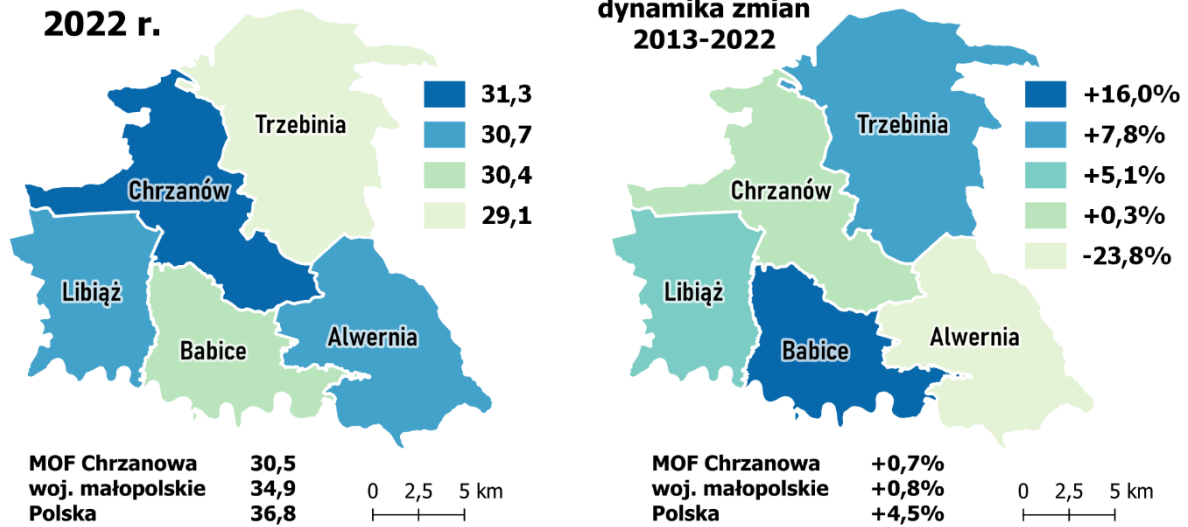 2022 r.
31,3
30,7
30,4
29,1
Trzebinia
Chrzanów
Libiąż
Babice
Alwernia
MOF Chrzanowa 30,5
woj. małopolskie 34,9
Polska 36,8
0 2,5 5 km
dynamika zmian
2013-2022
+16,0%
+7,8%
+5,1%
+0,3%
-23,8%
Trzebinia
Chrzanów
Libiąż
Babice
Alwernia
MOF Chrzanowa +0,7%
woj. małopolskie +0,8%
Polska +4,5%
0 2,5 5 km